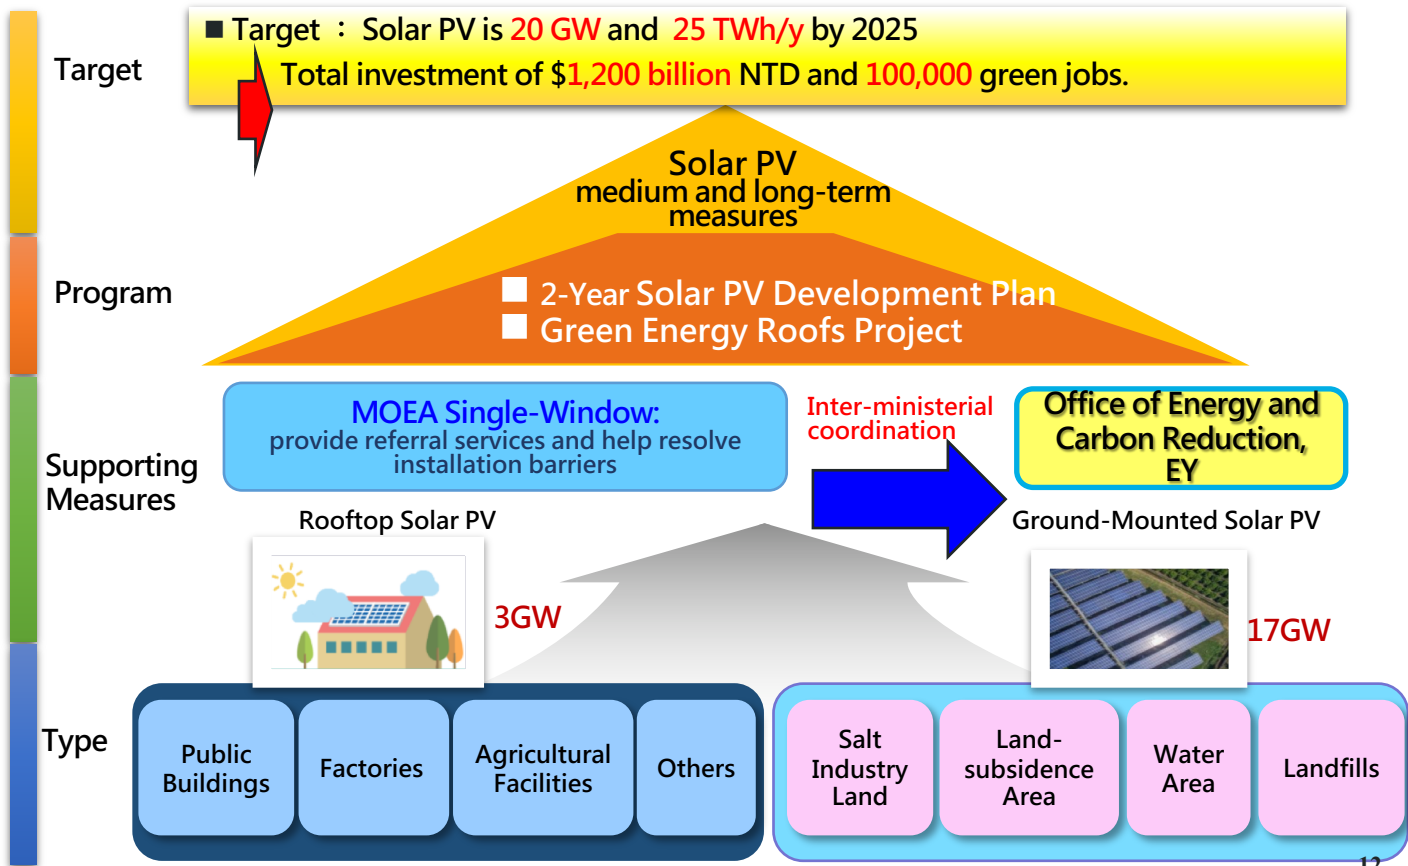 Target
■ Target ： Solar PV is 20 GW and 25 TWh/y by 2025
Total investment of $1,200 billion NTD and 100,000 green jobs.
Solar PV
medium and long-term
measures
Program
2-Year Solar PV Development Plan
Green Energy Roofs Project
Supporting
Measures
MOEA Single-Window:
provide referral services and help resolve
installation barriers
Inter-ministerial
coordination
Office of Energy and
Carbon Reduction,
EY
Rooftop Solar PV
3GW
Ground-Mounted Solar PV
17GW
Type
Public
Buildings
Factories
Agricultural
Facilities
Others
Salt
Industry
Land
Land-
subsidence
Area
Water
Area
Landfills
12